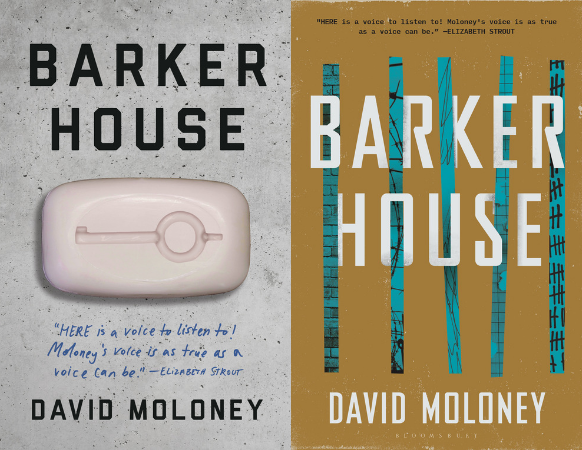 BARKER
HOUSE
"HERE is a voice to listen to!
Moloney's voice is as true as a
voice can be." —ELIZABETH STROUT
DAVID MOLONEY
"HERE is a voice to listen to! Moloney's voice is as true
as a voice can be." —ELIZABETH STROUT
BARKER
HOUSE
DAVID MOLONEY
BLOOMSBURY